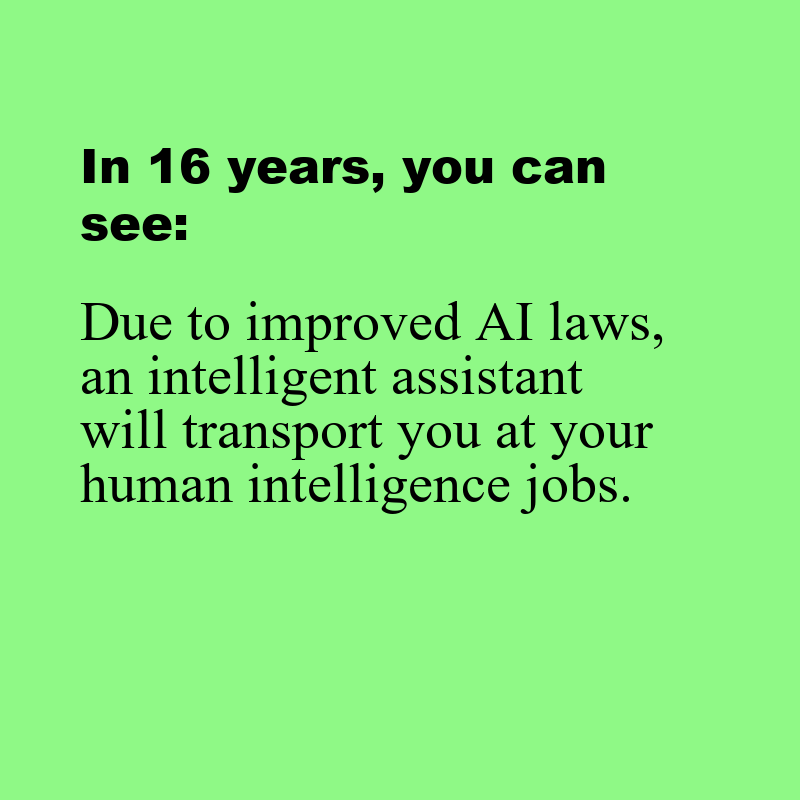 In 16 years, you can
see:
Due to improved AI laws,
an intelligent assistant
will transport you at your
human intelligence jobs.